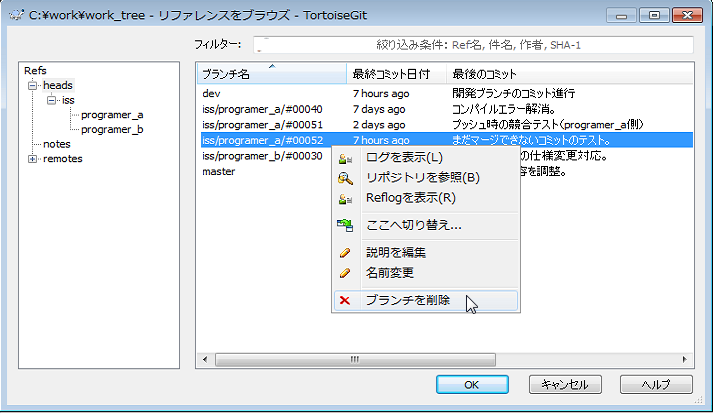 C:¥work¥work_tree - リファレンスをブラウズ - TortoiseGit
フィルター: 絞り込み条件: Ref名, 件名, 作者, SHA-1
Refs
heads
iss
programer_a
programer_b
notes
remotes
ブランチ名 最終コミット日付 最後のコミット
dev 7 hours ago 開発ブランチのコミット進行
iss/programer_a/#00040 7 days ago コンパイルエラー解消。
iss/programer_a/#00051 2 days ago プッシュ時の競合テスト(programer_a側)
iss/programer_a/#00052 7 hours ago まだマージできないコミットのテスト。
iss/programer_b/#00030 の仕様変更対応。
master 容を調整。
ログを表示(L)
リポジトリを参照(B)
Reflogを表示(R)
ここへ切り替え...
説明を編集
名前変更
ブランチを削除
OK キャンセル ヘルプ